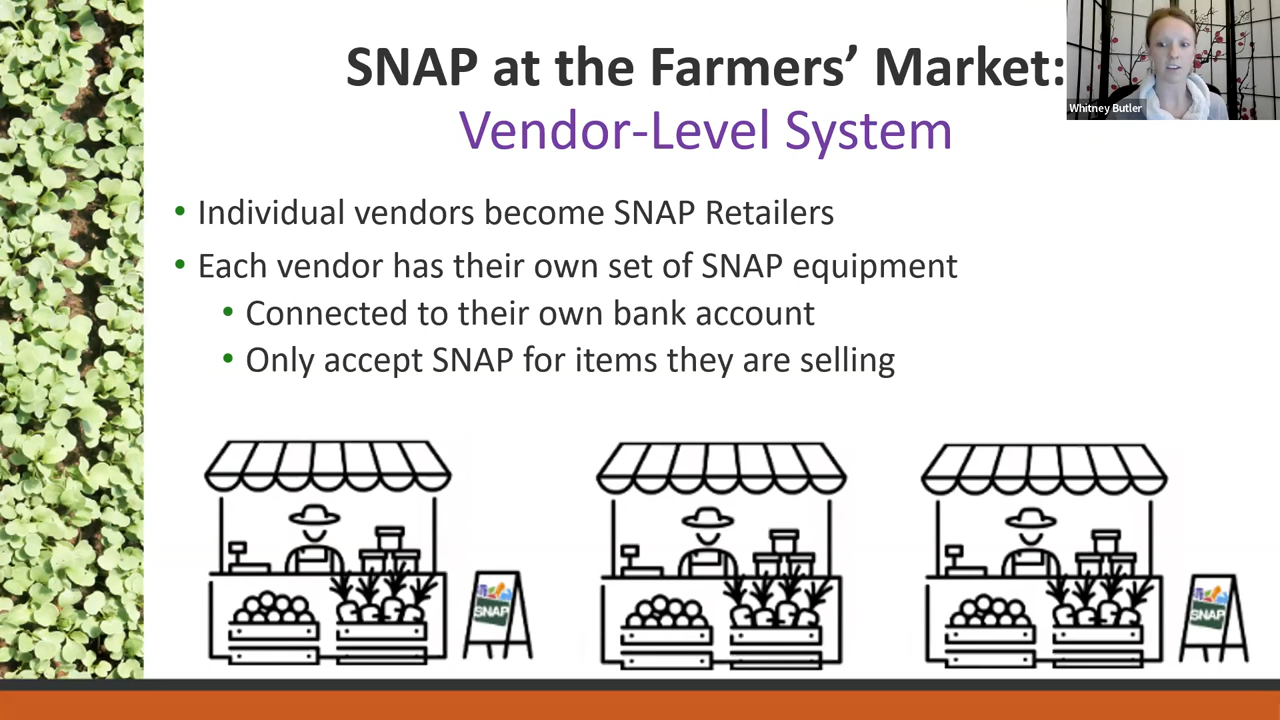 SNAP at the Farmers’ Market:
Vendor-Level System
Whitney Butler
• Individual vendors become SNAP Retailers
• Each vendor has their own set of SNAP equipment
• Connected to their own bank account
• Only accept SNAP for items they are selling
SNAP
SNAP